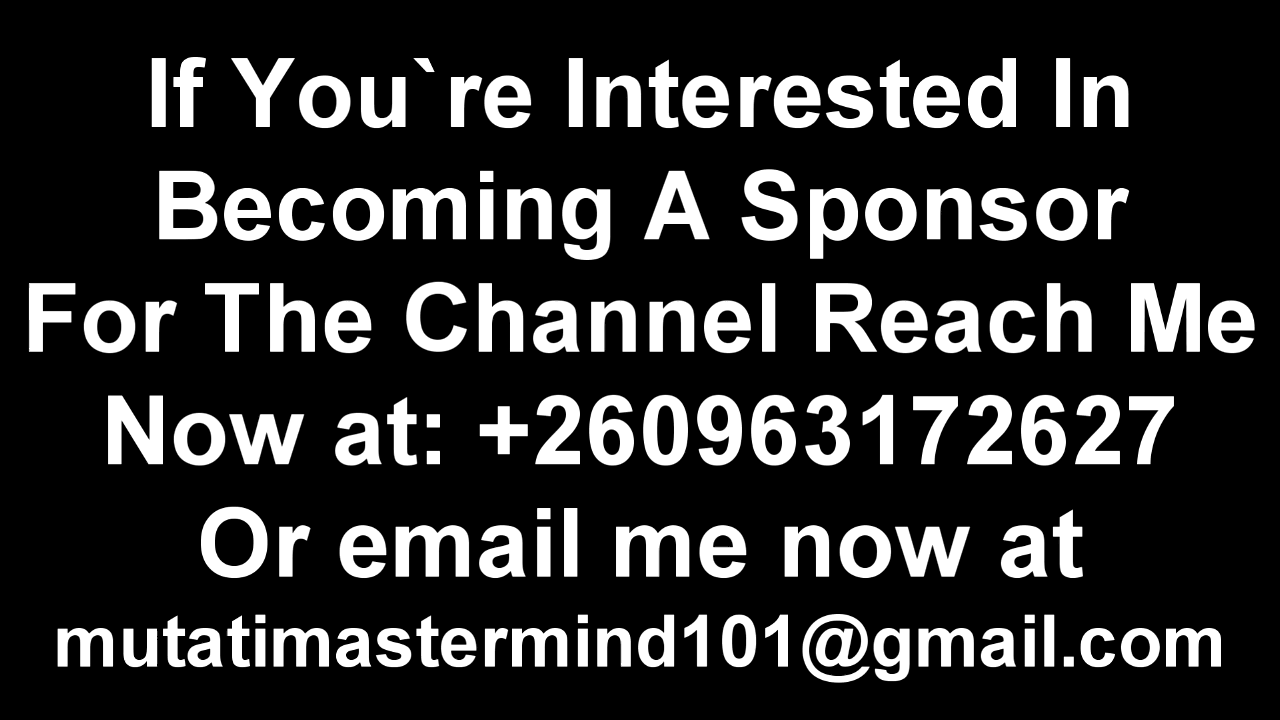 If You`re Interested In
Becoming A Sponsor
For The Channel Reach Me
Now at: +260963172627
Or email me now at
mutatimastermind101@gmail.com